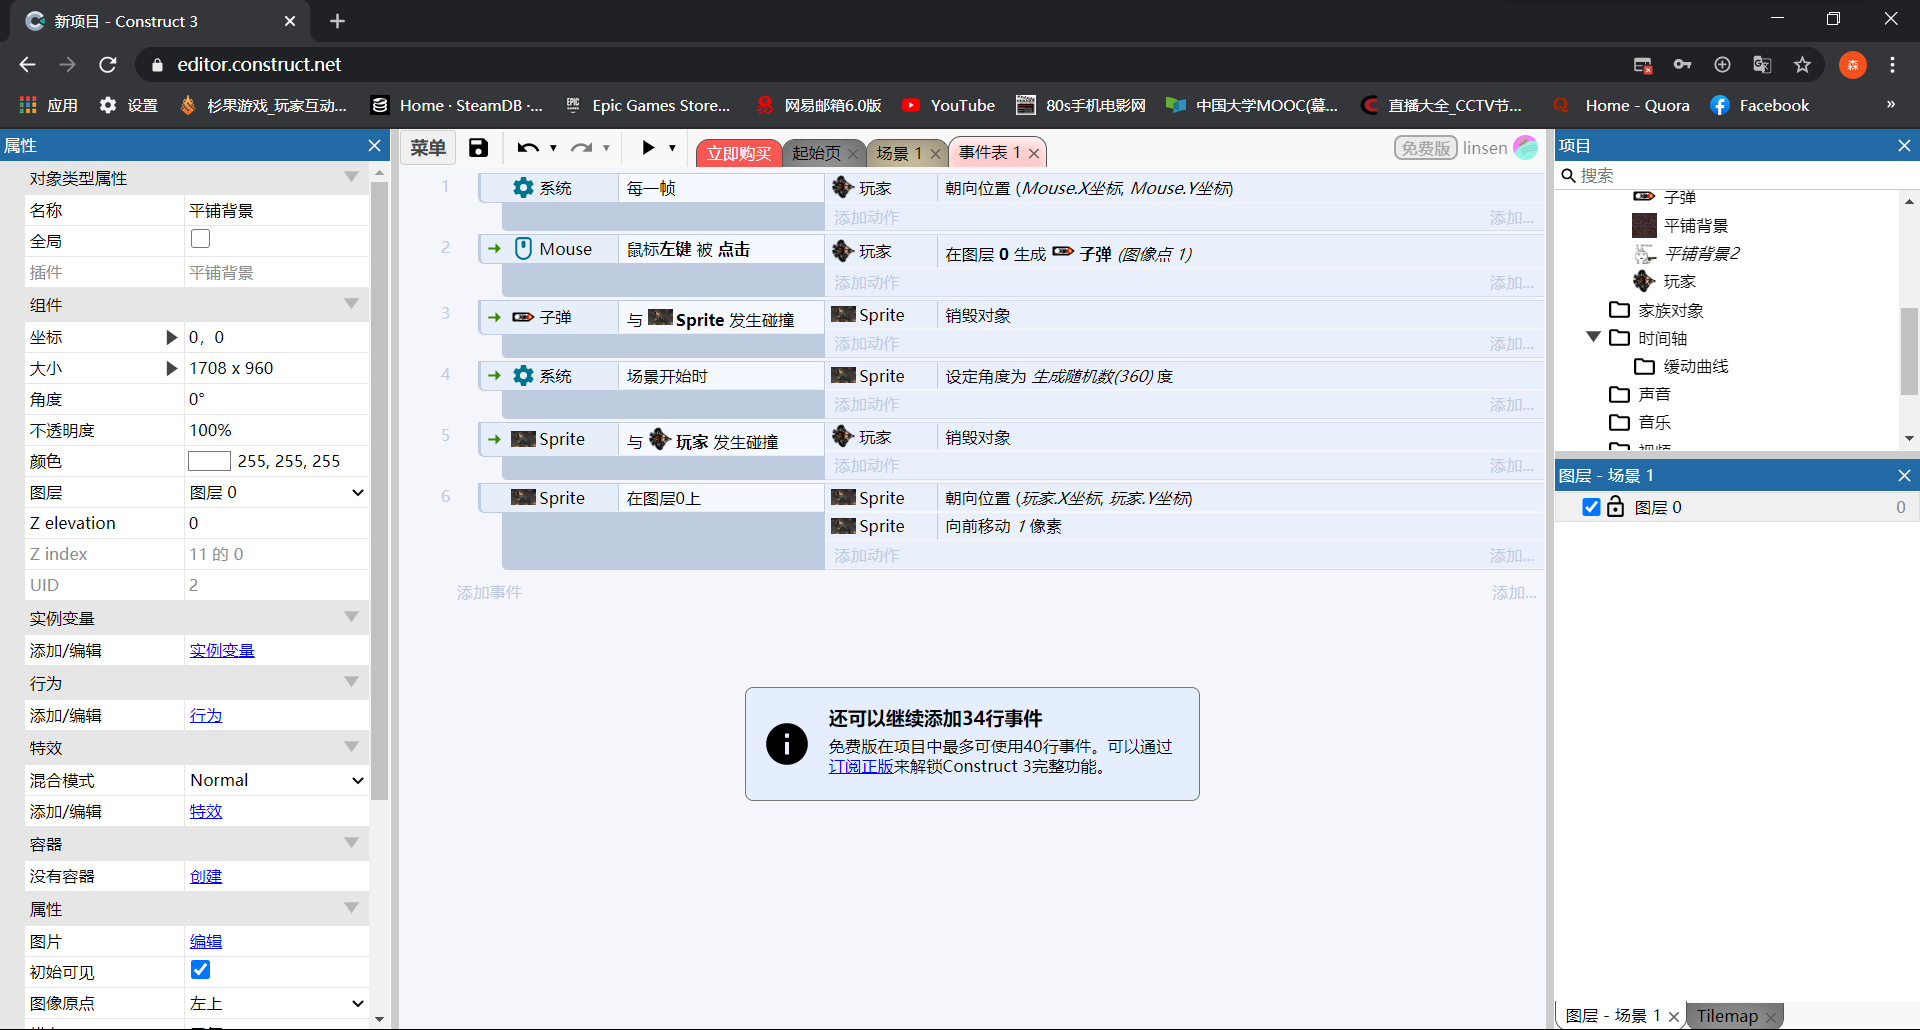 新项目 - Construct 3
editor.construct.net
森
应用 设置 杉果游戏_玩家互动... Home · SteamDB ·... Epic Games Store... 网易邮箱6.0版 YouTube 80s手机电影网 中国大学MOOC(慕... 直播大全_CCTV节... Home - Quora Facebook »
属性
对象类型属性
名称 平铺背景
全局
插件 平铺背景
组件
坐标 0, 0
大小 1708 x 960
角度 0°
不透明度 100%
颜色 255, 255, 255
图层 图层 0
Z elevation 0
Z index 11 的 0
UID 2
实例变量
添加/编辑 实例变量
行为
添加/编辑 行为
特效
混合模式 Normal
添加/编辑 特效
容器
没有容器 创建
属性
图片 编辑
初始可见
图像原点 左上
菜单 立即购买 起始页 场景 1 事件表 1 免费版 linsen
1 系统 每一帧 玩家 朝向位置 (Mouse.X坐标, Mouse.Y坐标)
添加动作 添加...
2 Mouse 鼠标左键 被 点击 玩家 在图层 0 生成 子弹 (图像点 1)
添加动作 添加...
3 子弹 与 Sprite 发生碰撞 Sprite 销毁对象
添加动作 添加...
4 系统 场景开始时 Sprite 设定角度为 生成随机数(360) 度
添加动作 添加...
5 Sprite 与 玩家 发生碰撞 玩家 销毁对象
添加动作 添加...
6 Sprite 在图层0上 Sprite 朝向位置 (玩家.X坐标, 玩家.Y坐标)
Sprite 向前移动 1 像素
添加动作 添加...
添加事件 添加...
还可以继续添加34行事件
免费版在项目中最多可使用40行事件。可以通过
订阅正版来解锁Construct 3完整功能。
项目
搜索
子弹
平铺背景
平铺背景2
玩家
家族对象
时间轴
缓动曲线
声音
音乐
视频
图层 - 场景 1
图层 0 0
图层 - 场景 1 Tilemap